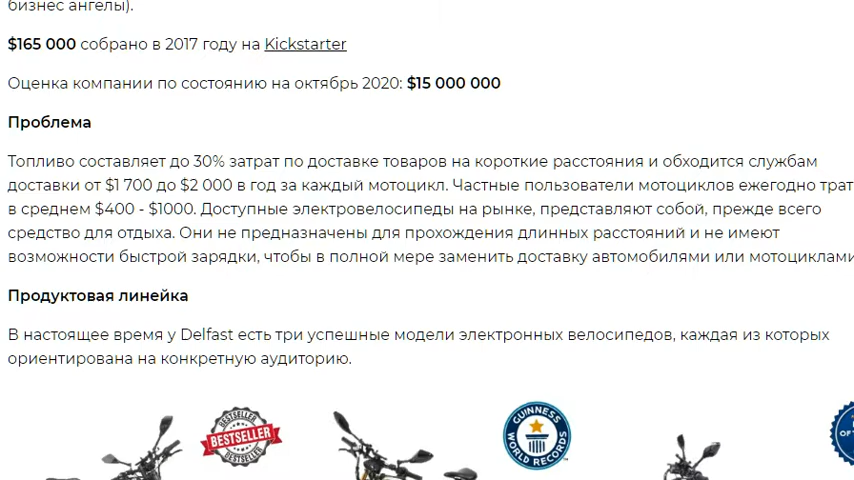 бизнес ангелы).
$165 000 собрано в 2017 году на Kickstarter
Оценка компании по состоянию на октябрь 2020: $15 000 000
Проблема
Топливо составляет до 30% затрат по доставке товаров на короткие расстояния и обходится службам
доставки от $1 700 до $2 000 в год за каждый мотоцикл. Частные пользователи мотоциклов ежегодно трат
в среднем $400 - $1000. Доступные электровелосипеды на рынке, представляют собой, прежде всего
средство для отдыха. Они не предназначены для прохождения длинных расстояний и не имеют
возможности быстрой зарядки, чтобы в полной мере заменить доставку автомобилями или мотоциклами
Продуктовая линейка
В настоящее время у Delfast есть три успешные модели электронных велосипедов, каждая из которых
ориентирована на конкретную аудиторию.
BESTSELLER
BESTSELLER
BESTSELLER
GUINNESS
WORLD RECORDS
OF